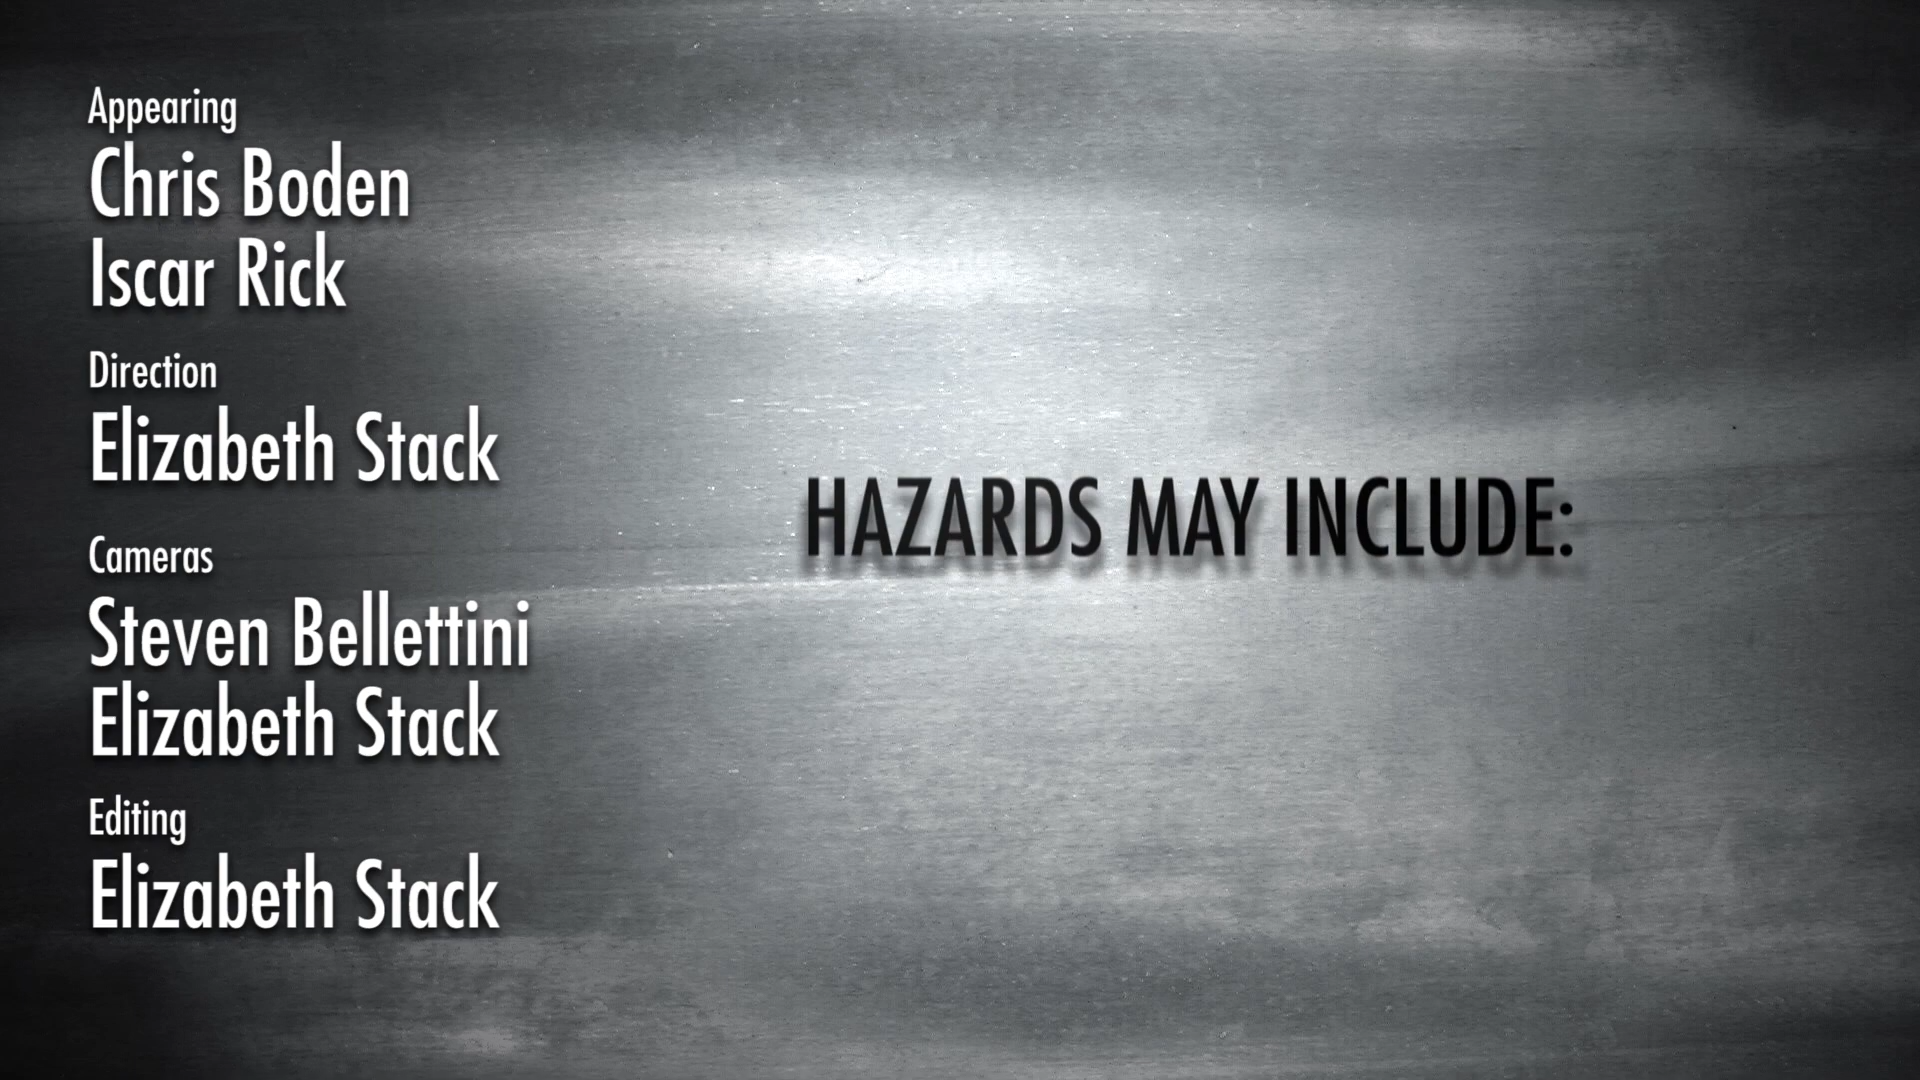 Appearing
Chris Boden
Iscar Rick
Direction
Elizabeth Stack
Cameras
Steven Bellettini
Elizabeth Stack
Editing
Elizabeth Stack
HAZARDS MAY INCLUDE: